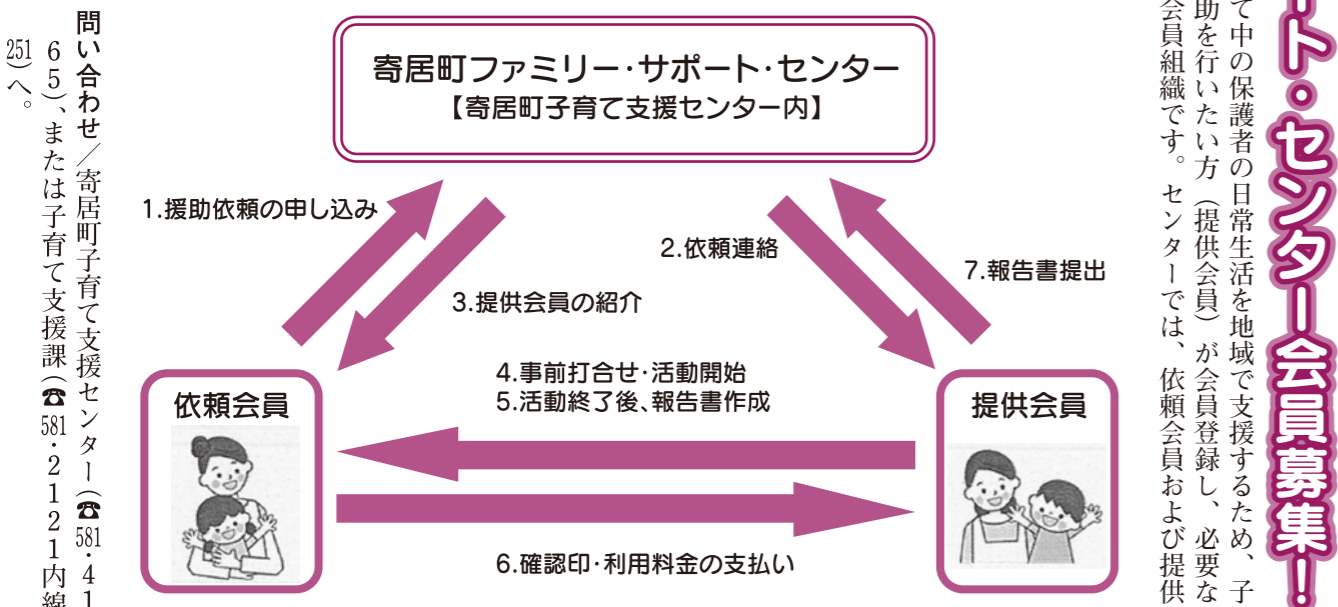 ート・センター会員募集！
て中の保護者の日常生活を地域で支援するため、子
助を行いたい方（提供会員）が会員登録し、必要な
会員組織です。センターでは、依頼会員および提供
寄居町ファミリー・サポート・センター
【寄居町子育て支援センター内】
1.援助依頼の申し込み
2.依頼連絡
3.提供会員の紹介
7.報告書提出
4.事前打合せ・活動開始
5.活動終了後、報告書作成
依頼会員
提供会員
6.確認印・利用料金の支払い
問い合わせ／寄居町子育て支援センター（☎581・41
65）、または子育て支援課（☎581・2121内線
251）へ。